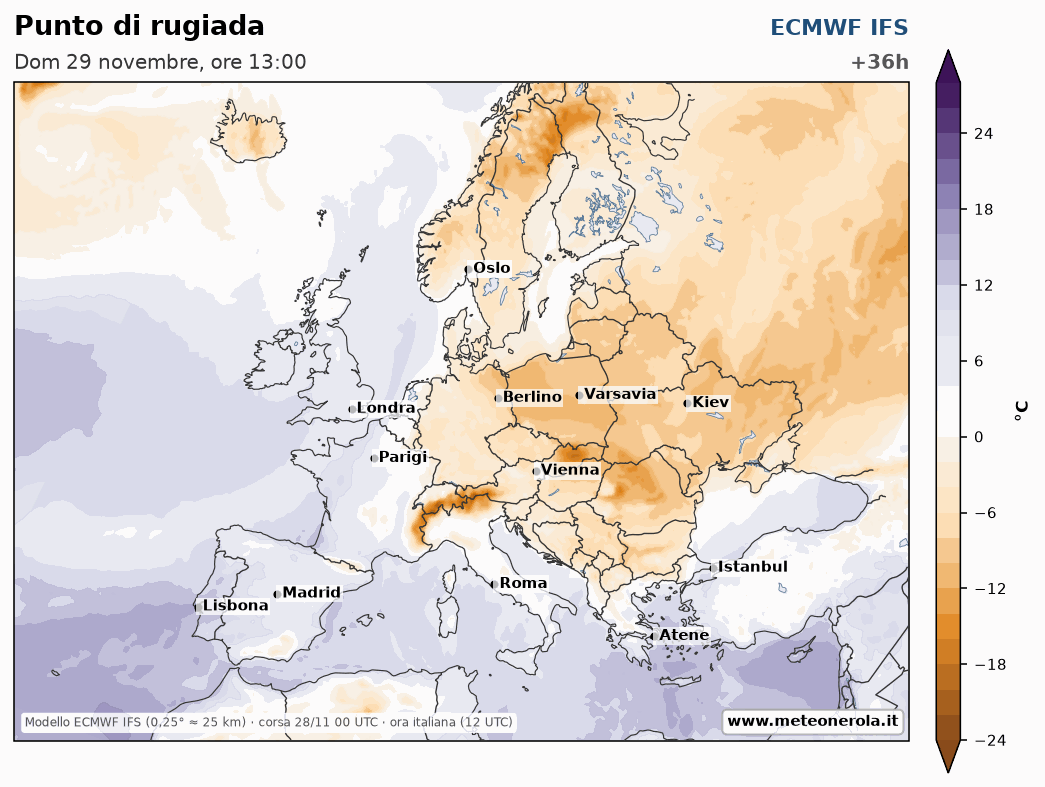 Punto di rugiada
ECMWF IFS
Dom 29 novembre, ore 13:00
+36h
Oslo
Berlino
Varsavia
Kiev
Londra
Parigi
Vienna
Istanbul
Roma
Madrid
Lisbona
Atene
24
18
12
6
0
−6
−12
−18
−24
°C
Modello ECMWF IFS (0,25° ≈ 25 km) · corsa 28/11 00 UTC · ora italiana (12 UTC)
www.meteonerola.it